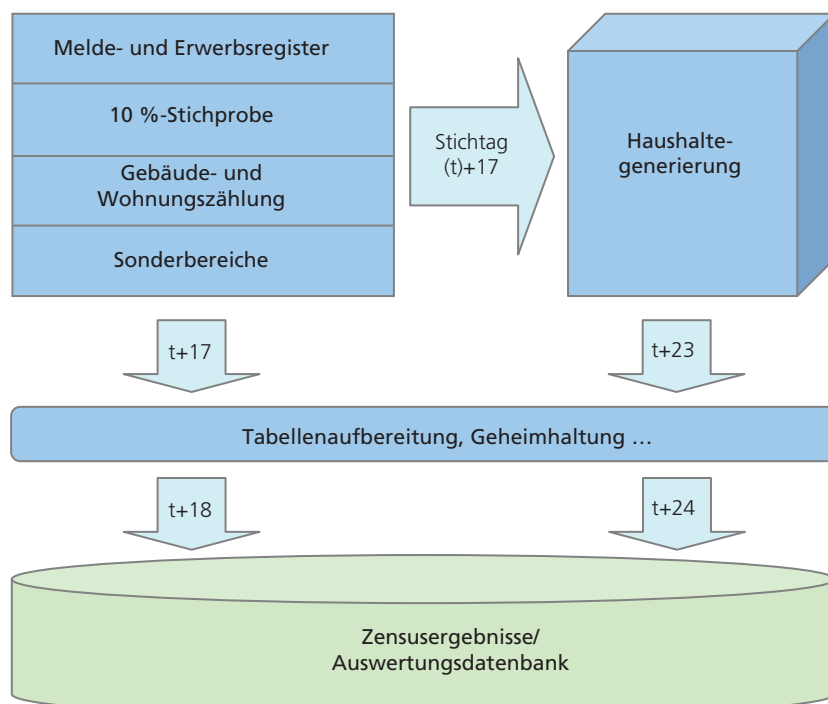 Melde- und Erwerbsregister
10 %-Stichprobe
Gebäude- und
Wohnungszählung
Sonderbereiche
Stichtag
(t)+17
Haushalte-
generierung
t+17
t+23
Tabellenaufbereitung, Geheimhaltung …
t+18
t+24
Zensusergebnisse/
Auswertungsdatenbank